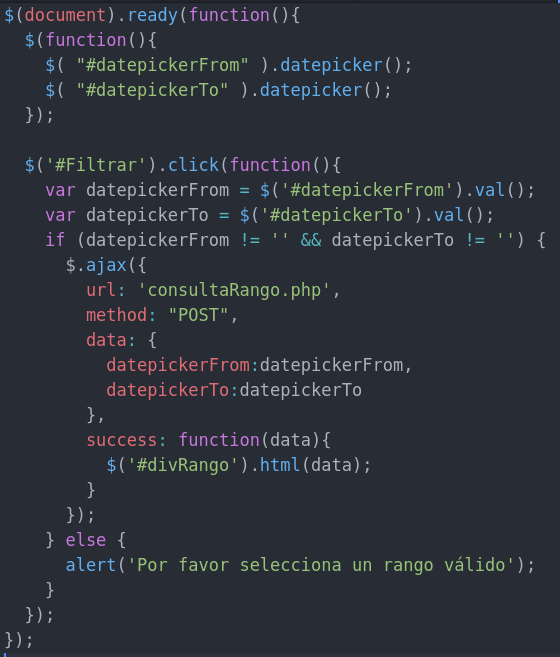 $(document).ready(function(){
  $(function(){
    $( "#datepickerFrom" ).datepicker();
    $( "#datepickerTo" ).datepicker();
  });

  $('#Filtrar').click(function(){
    var datepickerFrom = $('#datepickerFrom').val();
    var datepickerTo = $('#datepickerTo').val();
    if (datepickerFrom != '' && datepickerTo != '') {
      $.ajax({
        url: 'consultaRango.php',
        method: "POST",
        data: {
          datepickerFrom:datepickerFrom,
          datepickerTo:datepickerTo
        },
        success: function(data){
          $('#divRango').html(data);
        }
      });
    } else {
      alert('Por favor selecciona un rango válido');
    }
  });
});